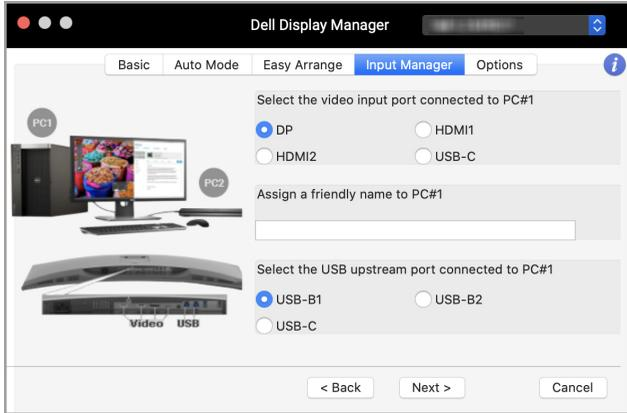 Dell Display Manager
Basic Auto Mode Easy Arrange Input Manager Options i
Select the video input port connected to PC#1
DP HDMI1
HDMI2 USB-C
PC1
PC2
Assign a friendly name to PC#1
Select the USB upstream port connected to PC#1
USB-B1 USB-B2
USB-C
Video USB
< Back Next > Cancel